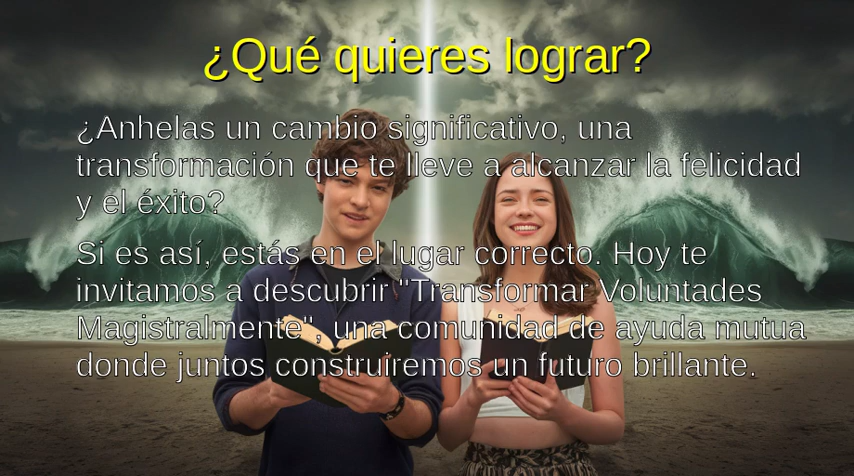 ¿Qué quieres lograr?
¿Anhelas un cambio significativo, una
transformación que te lleve a alcanzar la felicidad
y el éxito?
Si es así, estás en el lugar correcto. Hoy te
invitamos a descubrir "Transformar Voluntades
Magistralmente", una comunidad de ayuda mutua
donde juntos construiremos un futuro brillante.